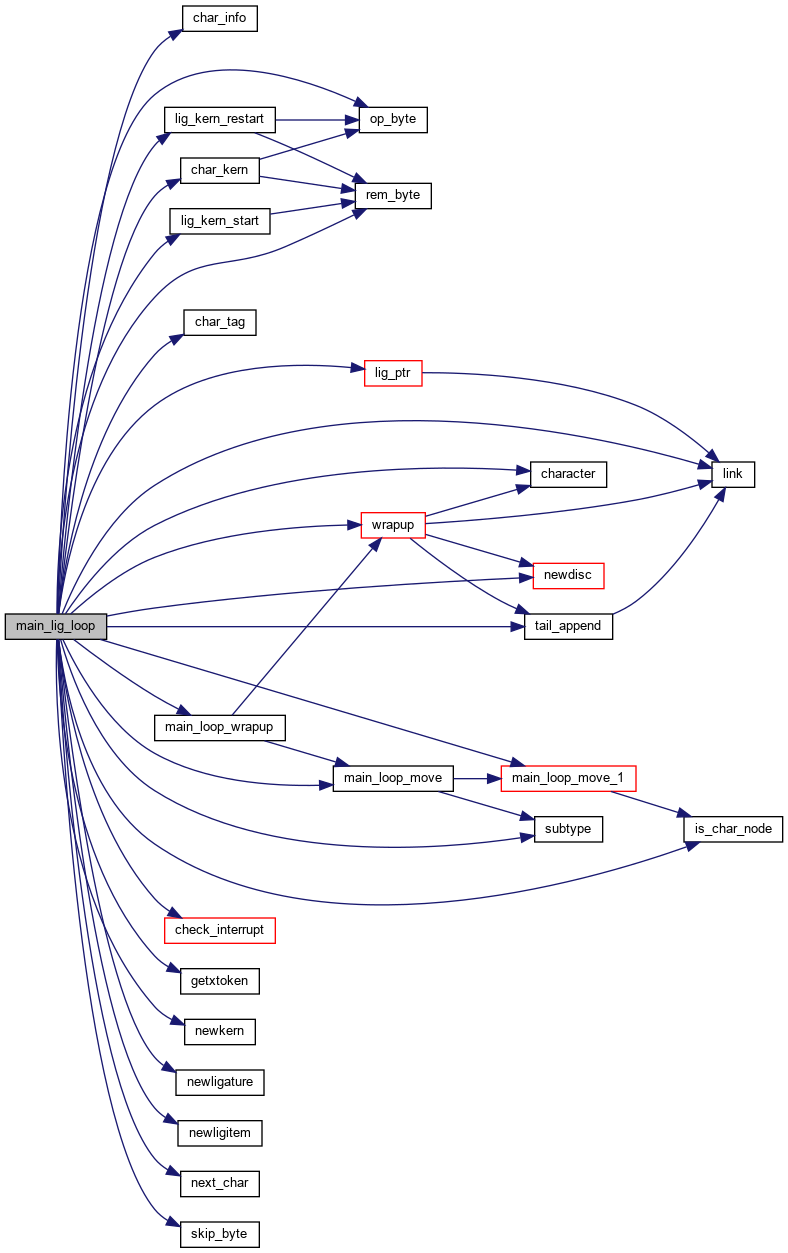 char_info
op_byte
lig_kern_restart
char_kern
rem_byte
lig_kern_start
char_tag
lig_ptr
link
character
wrapup
newdisc
main_lig_loop
tail_append
main_loop_wrapup
main_loop_move
main_loop_move_1
subtype
is_char_node
check_interrupt
getxtoken
newkern
newligature
newligitem
next_char
skip_byte